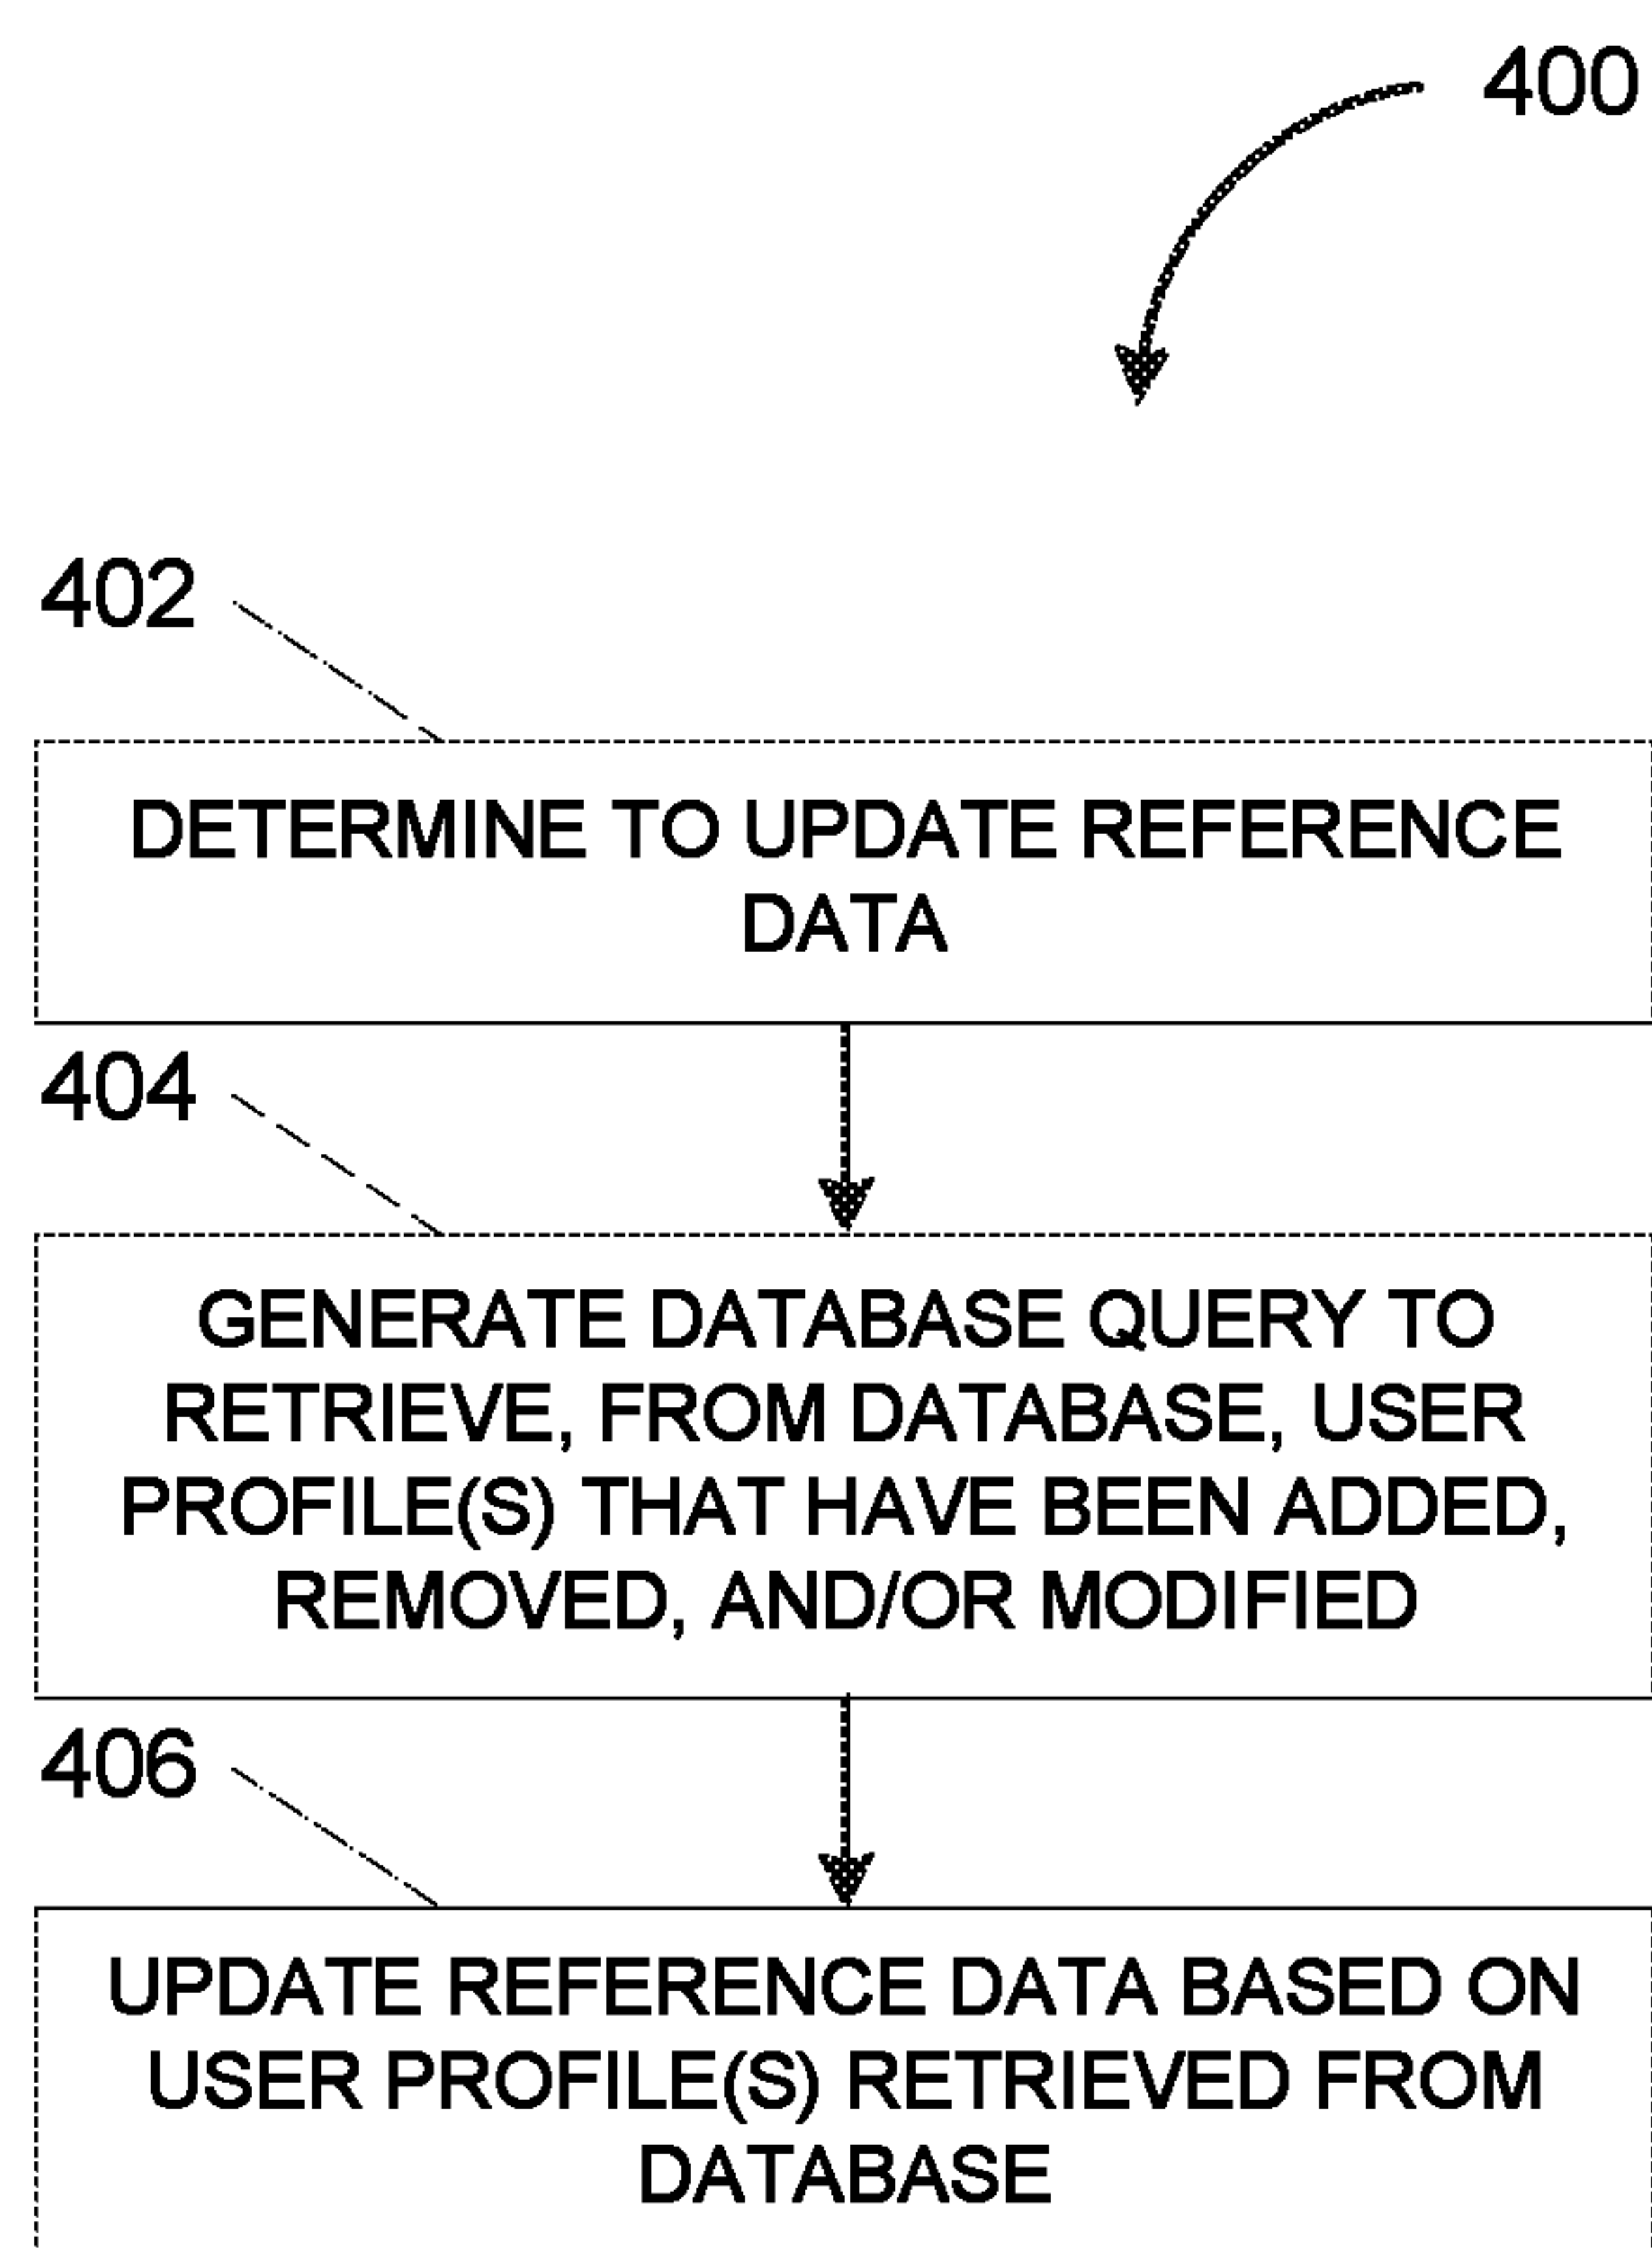 400
402
DETERMINE TO UPDATE REFERENCE
DATA
404
GENERATE DATABASE QUERY TO
RETRIEVE, FROM DATABASE, USER
PROFILE(S) THAT HAVE BEEN ADDED,
REMOVED, AND/OR MODIFIED
406
UPDATE REFERENCE DATA BASED ON
USER PROFILE(S) RETRIEVED FROM
DATABASE